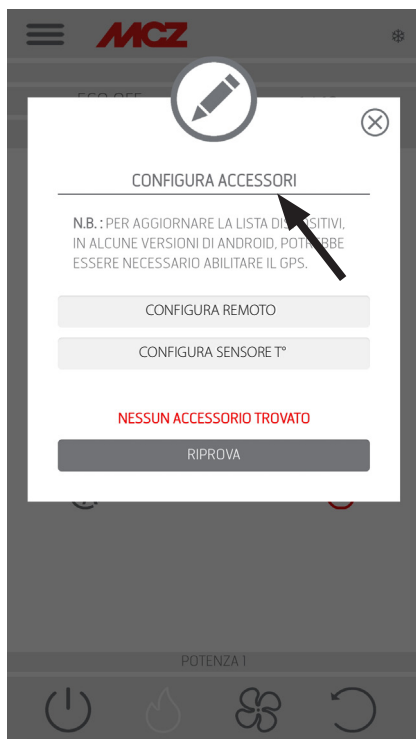 MCZ
CONFIGURA ACCESSORI
N.B. : PER AGGIORNARE LA LISTA DISPOSITIVI,
IN ALCUNE VERSIONI DI ANDROID, POTREBBE
ESSERE NECESSARIO ABILITARE IL GPS.
CONFIGURA REMOTO
CONFIGURA SENSORE T°
NESSUN ACCESSORIO TROVATO
RIPROVA
POTENZA 1